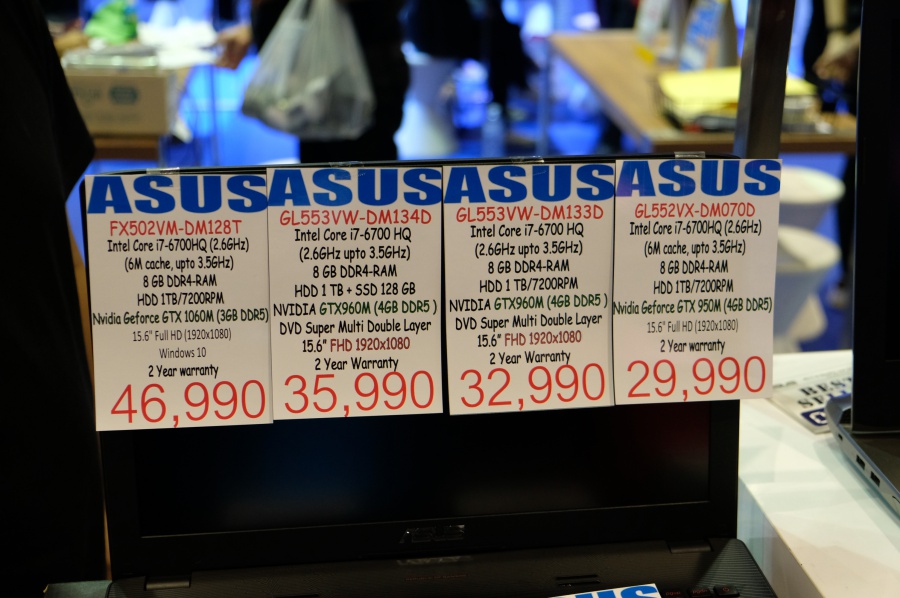 ASUS
FX502VM-DM128T
Intel Core i7-6700HQ (2.6GHz)
(6M cache, upto 3.5GHz)
8 GB DDR4-RAM
HDD 1TB/7200RPM
Nvidia Geforce GTX 1060M (3GB DDR5)
15.6" Full HD (1920x1080)
Windows 10
2 Year warranty
46,990
ASUS
GL553VW-DM134D
Intel Core i7-6700 HQ
(2.6GHz upto 3.5GHz)
8 GB DDR4-RAM
HDD 1 TB + SSD 128 GB
NVIDIA GTX960M (4GB DDR5 )
DVD Super Multi Double Layer
15.6" FHD 1920x1080
2 Year Warranty
35,990
ASUS
GL553VW-DM133D
Intel Core i7-6700 HQ
(2.6GHz upto 3.5GHz)
8 GB DDR4-RAM
HDD 1 TB/7200RPM
NVIDIA GTX960M (4GB DDR5 )
DVD Super Multi Double Layer
15.6" FHD 1920x1080
2 Year Warranty
32,990
ASUS
GL552VX-DM070D
Intel Core i7-6700HQ (2.6GHz)
(6M cache, upto 3.5GHz)
8 GB DDR4-RAM
HDD 1TB/7200RPM
Nvidia Geforce GTX 950M (4GB DDR5)
15.6" Full HD (1920x1080)
2 Year warranty
29,990
ASUS